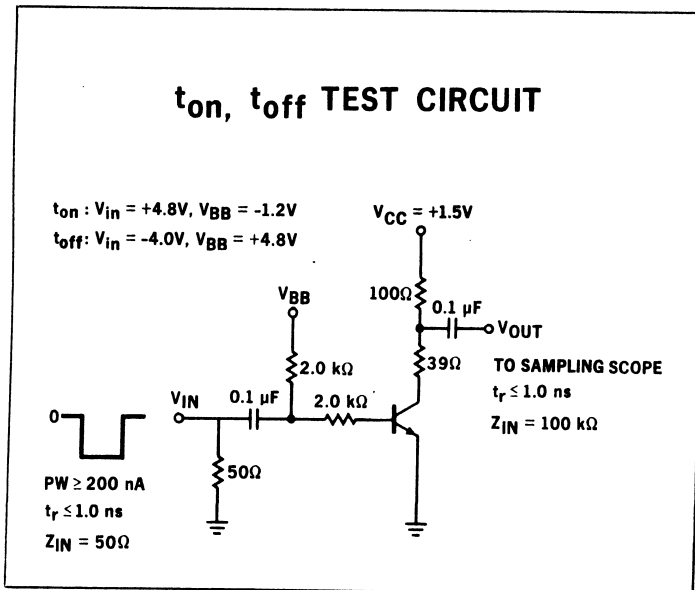 ton, toff TEST CIRCUIT
ton : Vin = +4.8V, VBB = -1.2V
toff: Vin = -4.0V, VBB = +4.8V
VCC = +1.5V
100Ω
0.1 µF
VOUT
VBB
2.0 kΩ
39Ω
TO SAMPLING SCOPE
tr ≤ 1.0 ns
ZIN = 100 kΩ
VIN
0.1 µF
2.0 kΩ
0
50Ω
PW ≥ 200 nA
tr ≤ 1.0 ns
ZIN = 50Ω